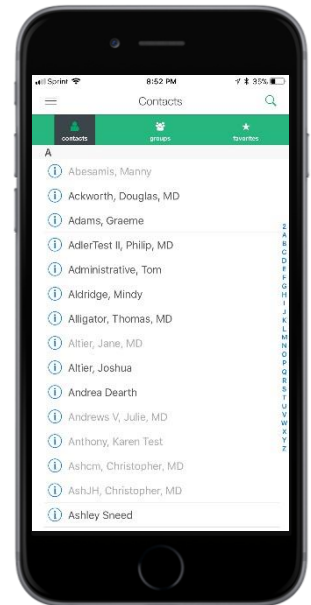 Sprint 8:52 PM 35%
Contacts
contacts groups favorites
A
Abesamis, Manny
Ackworth, Douglas, MD
Adams, Graeme
AdlerTest II, Philip, MD
Administrative, Tom
Aldridge, Mindy
Alligator, Thomas, MD
Altier, Jane, MD
Altier, Joshua
Andrea Dearth
Andrews V, Julie, MD
Anthony, Karen Test
Ashcm, Christopher, MD
AshJH, Christopher, MD
Ashley Sneed
A
B
C
D
E
F
G
H
I
J
K
L
M
N
O
P
Q
R
S
T
U
V
W
X
Y
Z